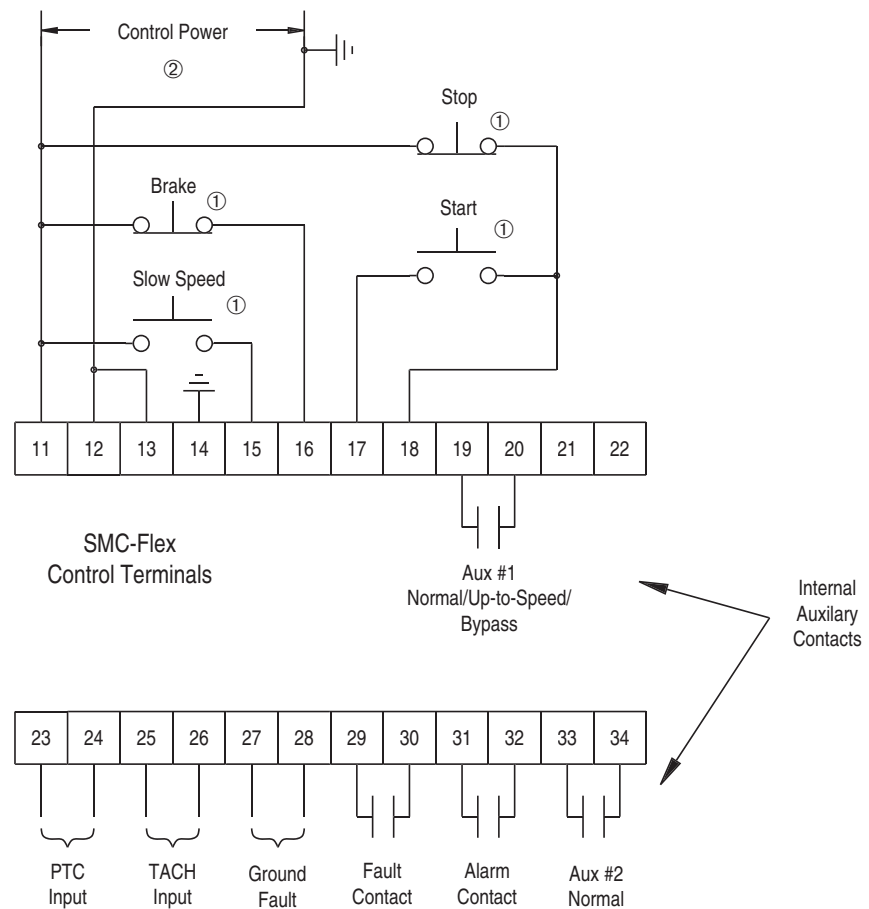 Control Power
②
Stop
①
Brake
①
Start
①
Slow Speed
①
11 12 13 14 15 16 17 18 19 20 21 22
SMC-Flex
Control Terminals
Aux #1
Normal/Up-to-Speed/
Bypass
Internal
Auxilary
Contacts
23 24 25 26 27 28 29 30 31 32 33 34
PTC
Input
TACH
Input
Ground
Fault
Fault
Contact
Alarm
Contact
Aux #2
Normal